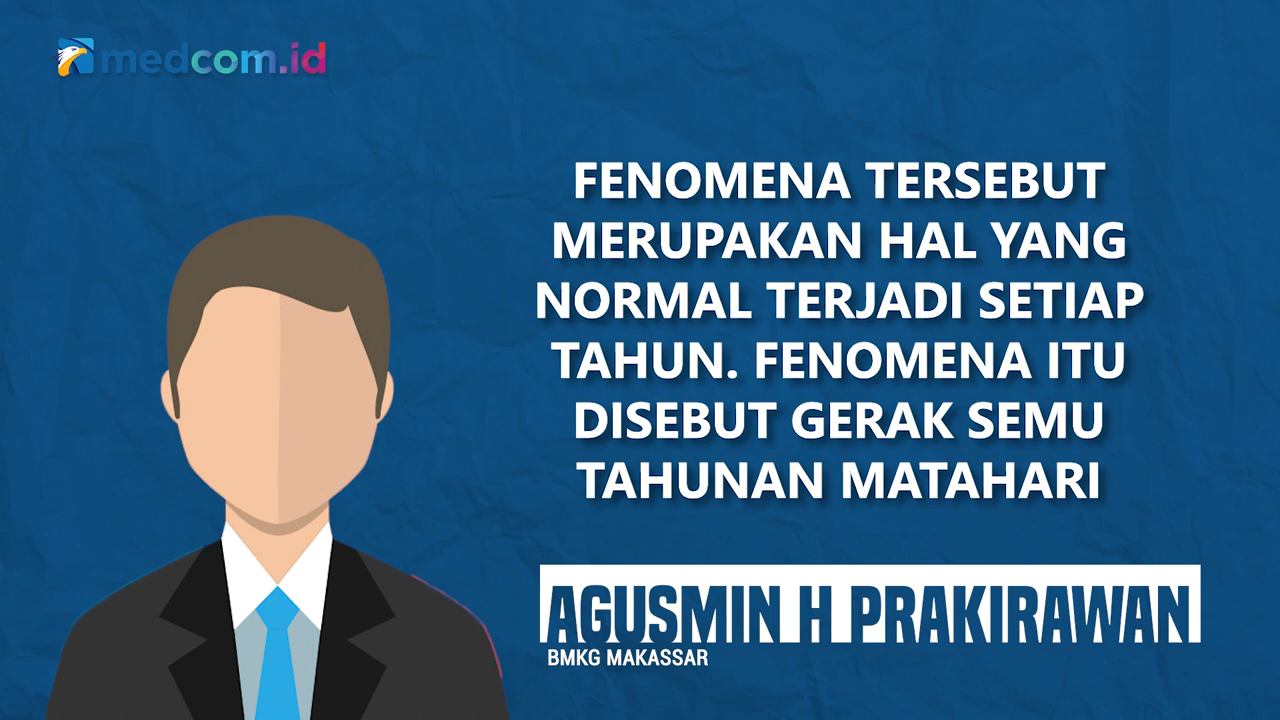 medcom.id
FENOMENA TERSEBUT
MERUPAKAN HAL YANG
NORMAL TERJADI SETIAP
TAHUN. FENOMENA ITU
DISEBUT GERAK SEMU
TAHUNAN MATAHARI
AGUSMIN H PRAKIRAWAN
BMKG MAKASSAR